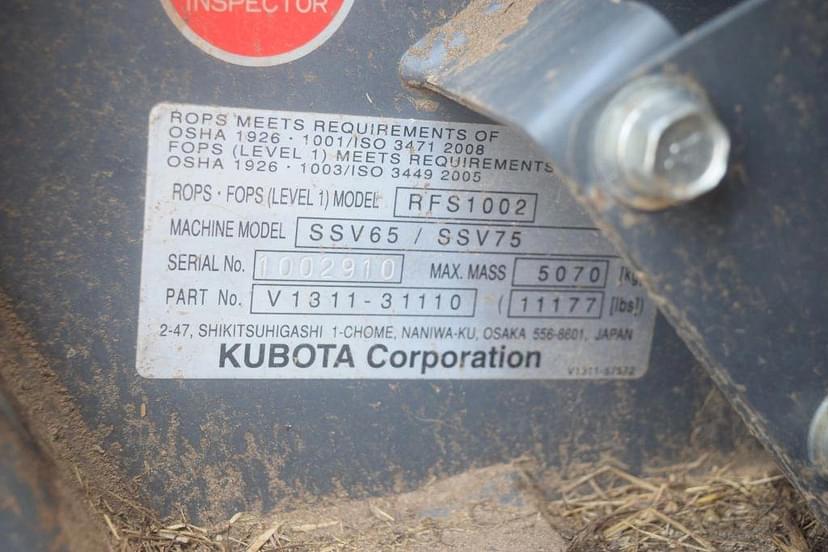 INSPECTOR
ROPS MEETS REQUIREMENTS OF
OSHA 1926 · 1001/ISO 3471 2008
FOPS (LEVEL 1) MEETS REQUIREMENTS
OSHA 1926 · 1003/ISO 3449 2005
ROPS · FOPS (LEVEL 1) MODEL RFS1002
MACHINE MODEL SSV65 / SSV75
SERIAL No. 1002910 MAX. MASS 5070 [kg
PART No. V1311-31110 ( 11177 [lbs])
2-47, SHIKITSUHIGASHI 1-CHOME, NANIWA-KU, OSAKA 556-8601, JAPAN
KUBOTA Corporation